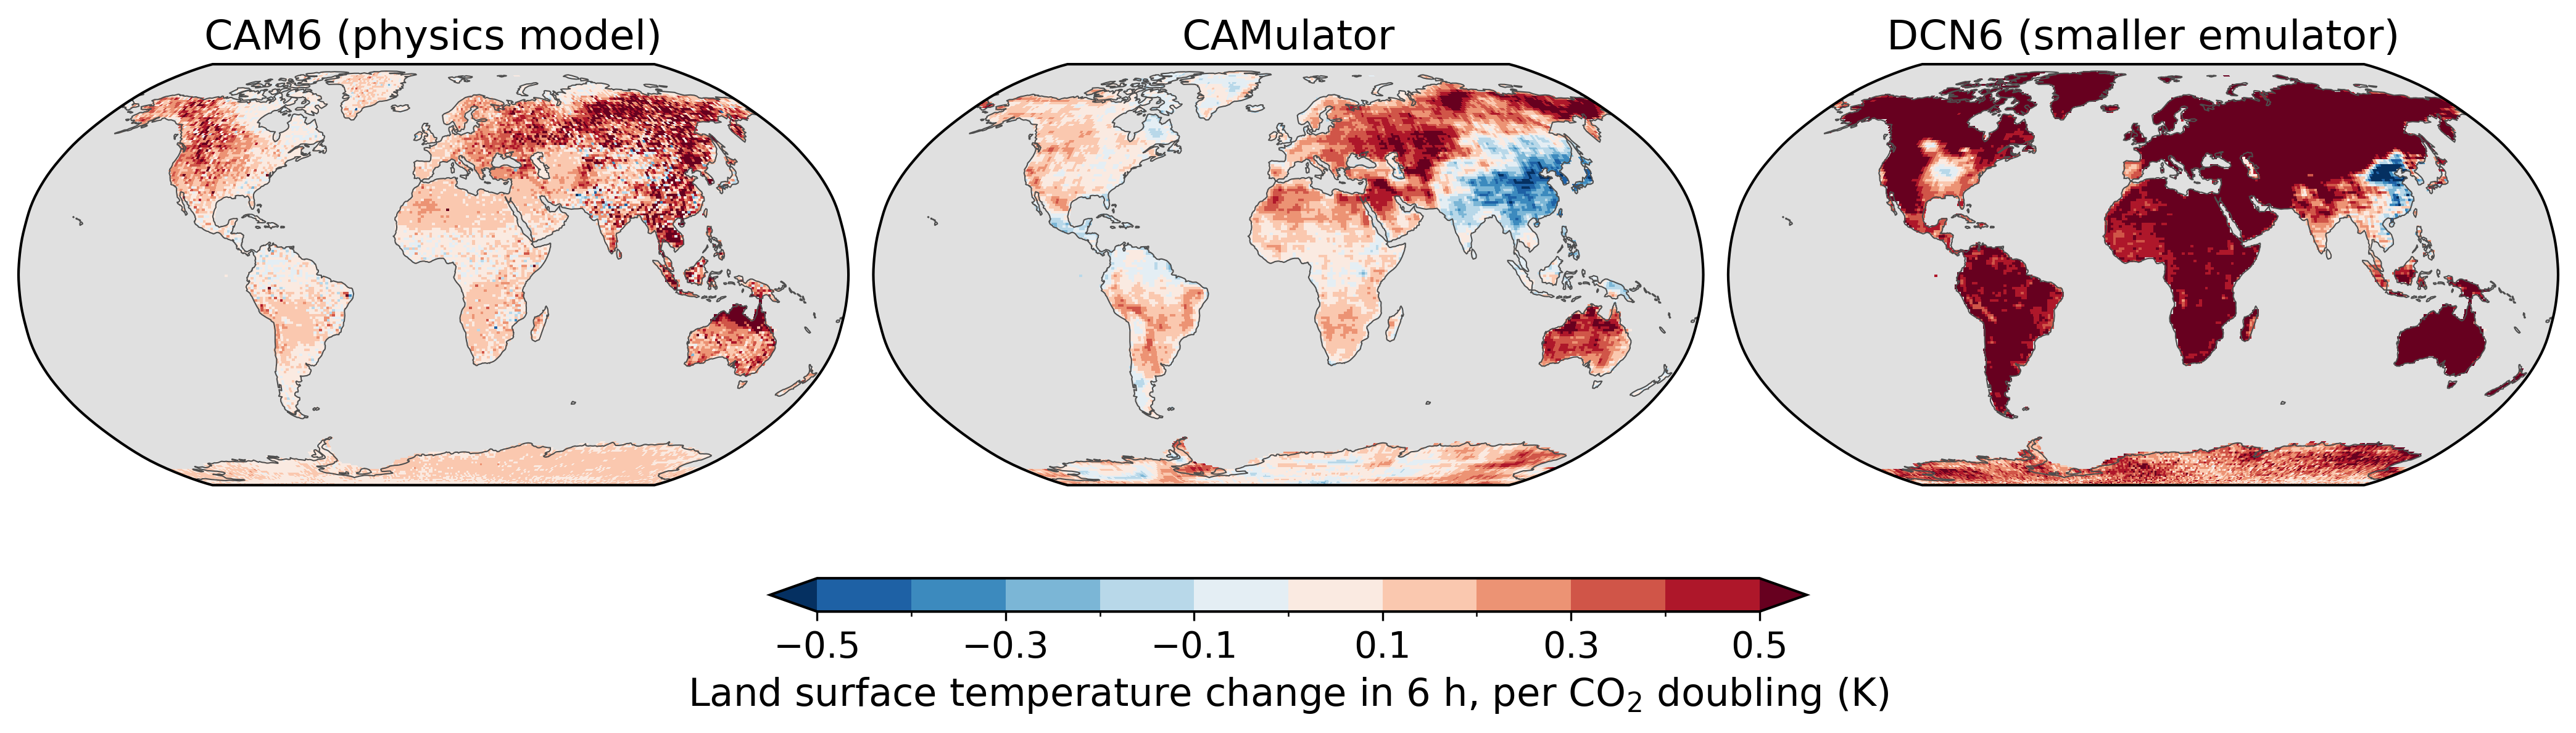 CAM6 (physics model)
CAMulator
DCN6 (smaller emulator)
−0.5 −0.3 −0.1 0.1 0.3 0.5
Land surface temperature change in 6 h, per CO₂ doubling (K)